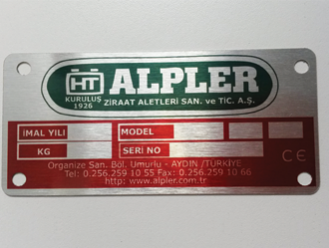 HT ALPLER
KURULUŞ
1926
ZİRAAT ALETLERİ SAN. ve TİC. A.Ş.
İMAL YILI MODEL
KG SERİ NO CE
Organize San. Böl. Umurlu - AYDIN /TÜRKİYE
Tel: 0.256.259 10 55 Fax: 0.256.259 10 66
http: www.alpler.com.tr